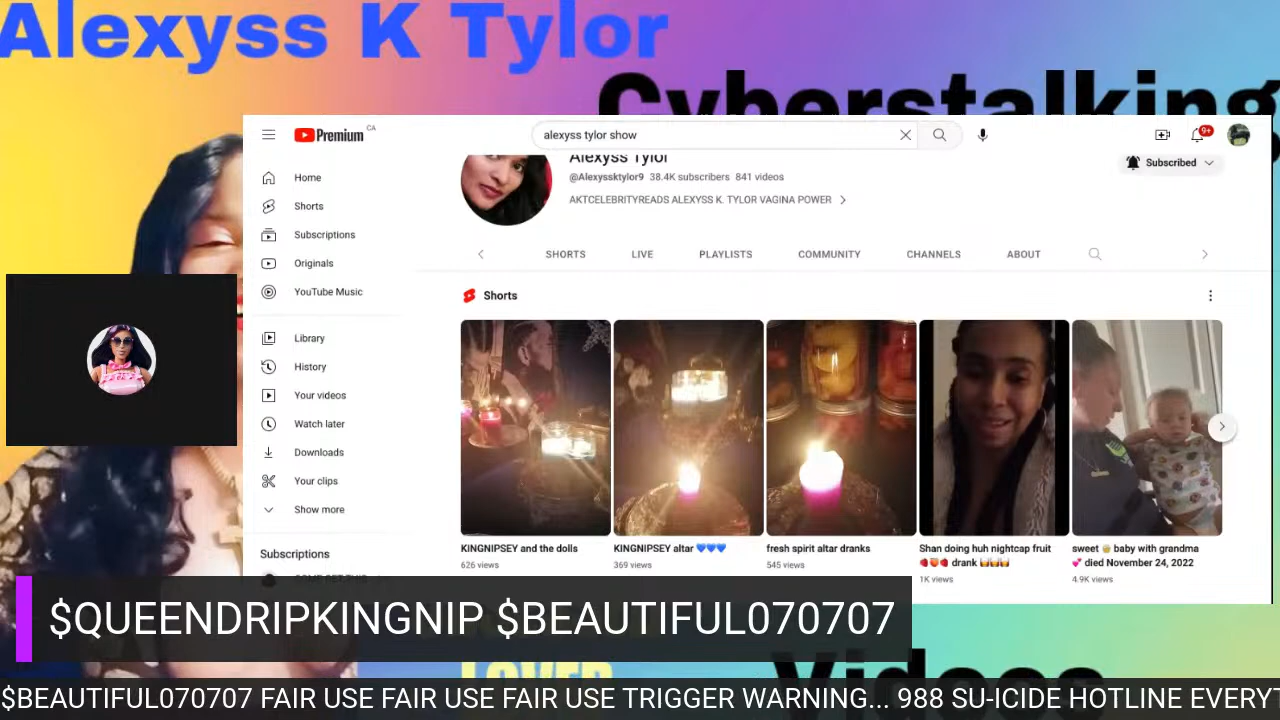 Alexyss K Tylor
Cyberstalking
Premium CA
alexyss tylor show
9+
Alexyss Tylor
Subscribed
@Alexyssktylor9 38.4K subscribers 841 videos
AKTCELEBRITYREADS ALEXYSS K. TYLOR VAGINA POWER
Home
Shorts
Subscriptions
Originals
YouTube Music
Library
History
Your videos
Watch later
Downloads
Your clips
Show more
Subscriptions
SHORTS LIVE PLAYLISTS COMMUNITY CHANNELS ABOUT
Shorts
KINGNIPSEY and the dolls
626 views
KINGNIPSEY altar 💙💙💙
369 views
fresh spirit altar dranks
545 views
Shan doing huh nightcap fruit
drank
1K views
sweet baby with grandma
died November 24, 2022
4.9K views
$QUEENDRIPKINGNIP $BEAUTIFUL070707
LOVED
Videos
$BEAUTIFUL070707 FAIR USE FAIR USE FAIR USE TRIGGER WARNING... 988 SU-ICIDE HOTLINE EVERYT